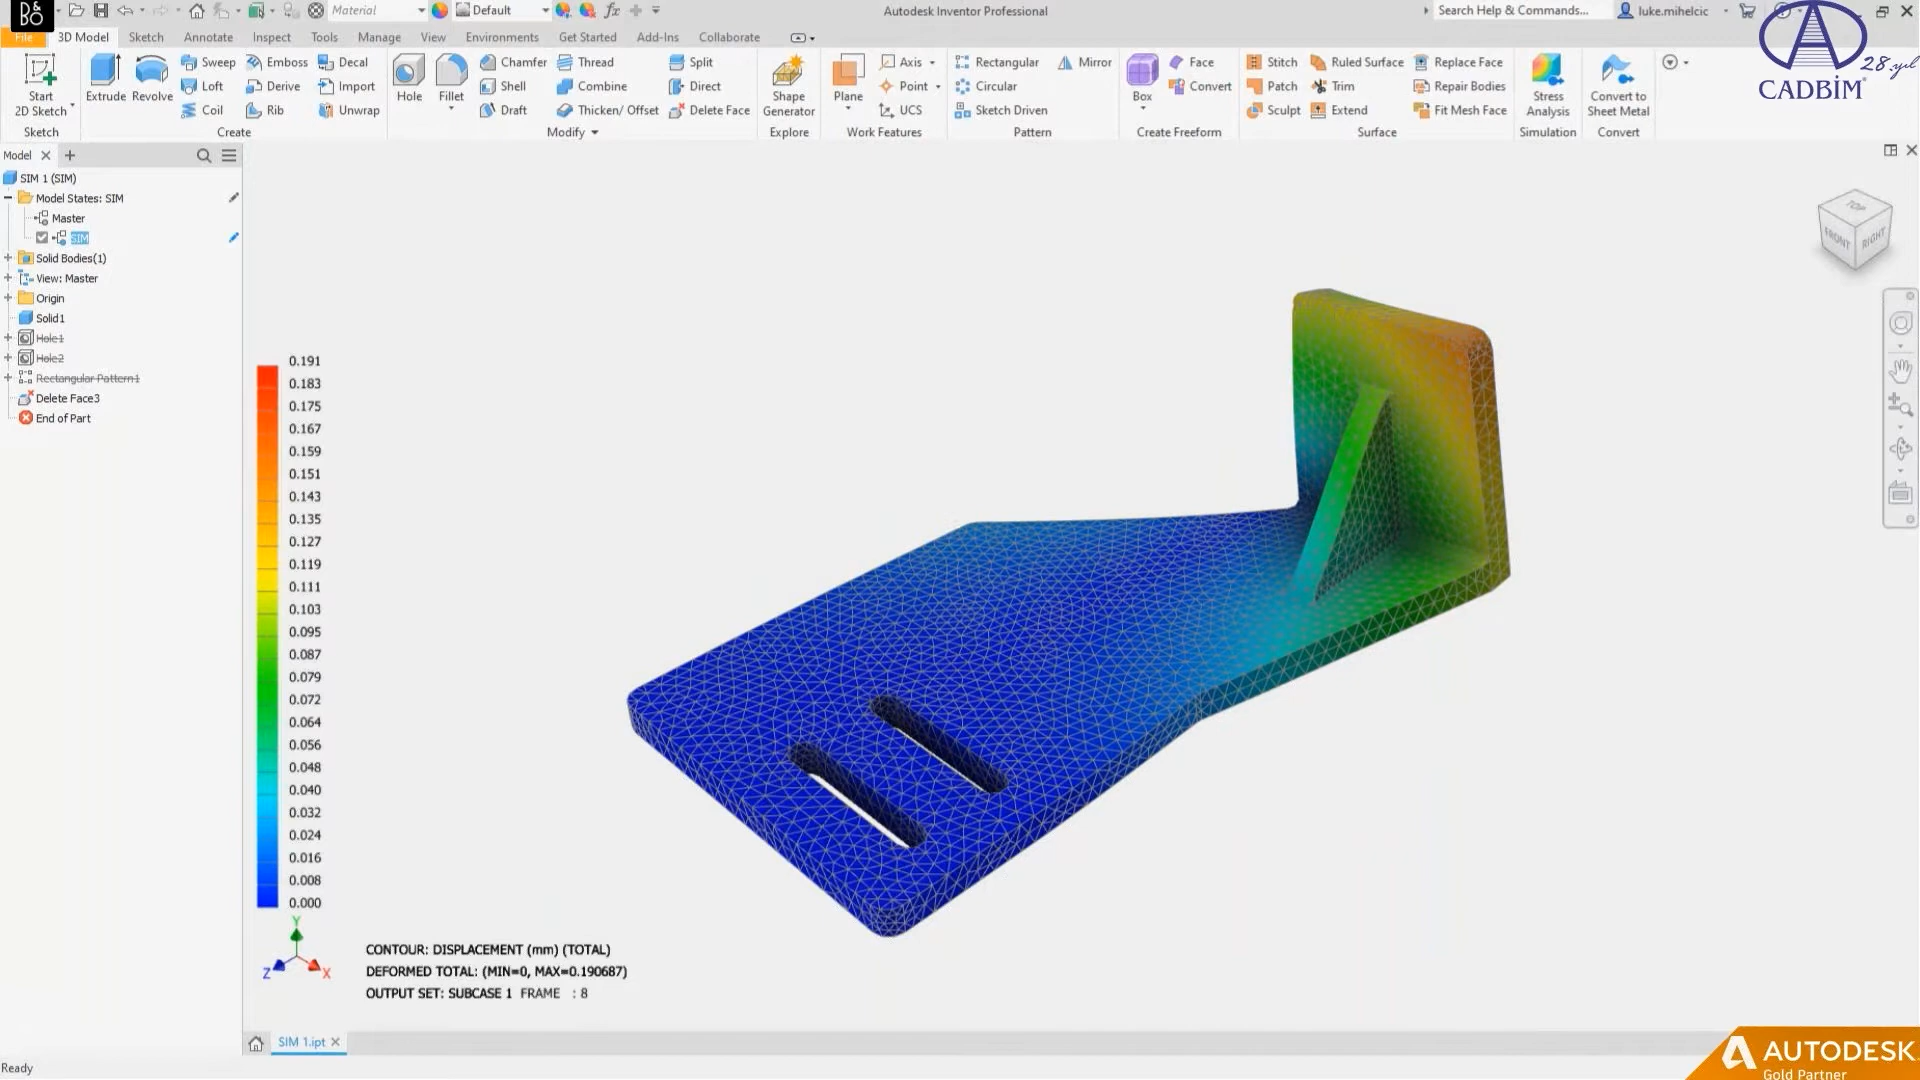 B&
BO
Material
Default
fx
Autodesk Inventor Professional
Search Help & Commands...
luke.mihelcic
File
3D Model
Sketch
Annotate
Inspect
Tools
Manage
View
Environments
Get Started
Add-Ins
Collaborate
28.yıl
CADBİM
Start
2D Sketch
Sketch
Extrude
Revolve
Sweep
Loft
Coil
Emboss
Derive
Rib
Decal
Import
Unwrap
Create
Hole
Fillet
Chamfer
Shell
Draft
Thread
Combine
Thicken/ Offset
Split
Direct
Delete Face
Modify
Shape
Generator
Explore
Plane
Axis
Point
UCS
Work Features
Rectangular
Circular
Sketch Driven
Mirror
Pattern
Box
Face
Convert
Create Freeform
Stitch
Patch
Sculpt
Ruled Surface
Trim
Extend
Replace Face
Repair Bodies
Fit Mesh Face
Surface
Stress
Analysis
Simulation
Convert to
Sheet Metal
Convert
Model
SIM 1 (SIM)
Model States: SIM
Master
SIM
Solid Bodies(1)
View: Master
Origin
Solid1
Hole1
Hole2
Rectangular Pattern1
Delete Face3
End of Part
TOP
FRONT
RIGHT
0.191
0.183
0.175
0.167
0.159
0.151
0.143
0.135
0.127
0.119
0.111
0.103
0.095
0.087
0.079
0.072
0.064
0.056
0.048
0.040
0.032
0.024
0.016
0.008
0.000
Y
Z
X
CONTOUR: DISPLACEMENT (mm) (TOTAL)
DEFORMED TOTAL: (MIN=0, MAX=0.190687)
OUTPUT SET: SUBCASE 1 FRAME : 8
SIM 1.ipt
Ready
AUTODESK
Gold Partner